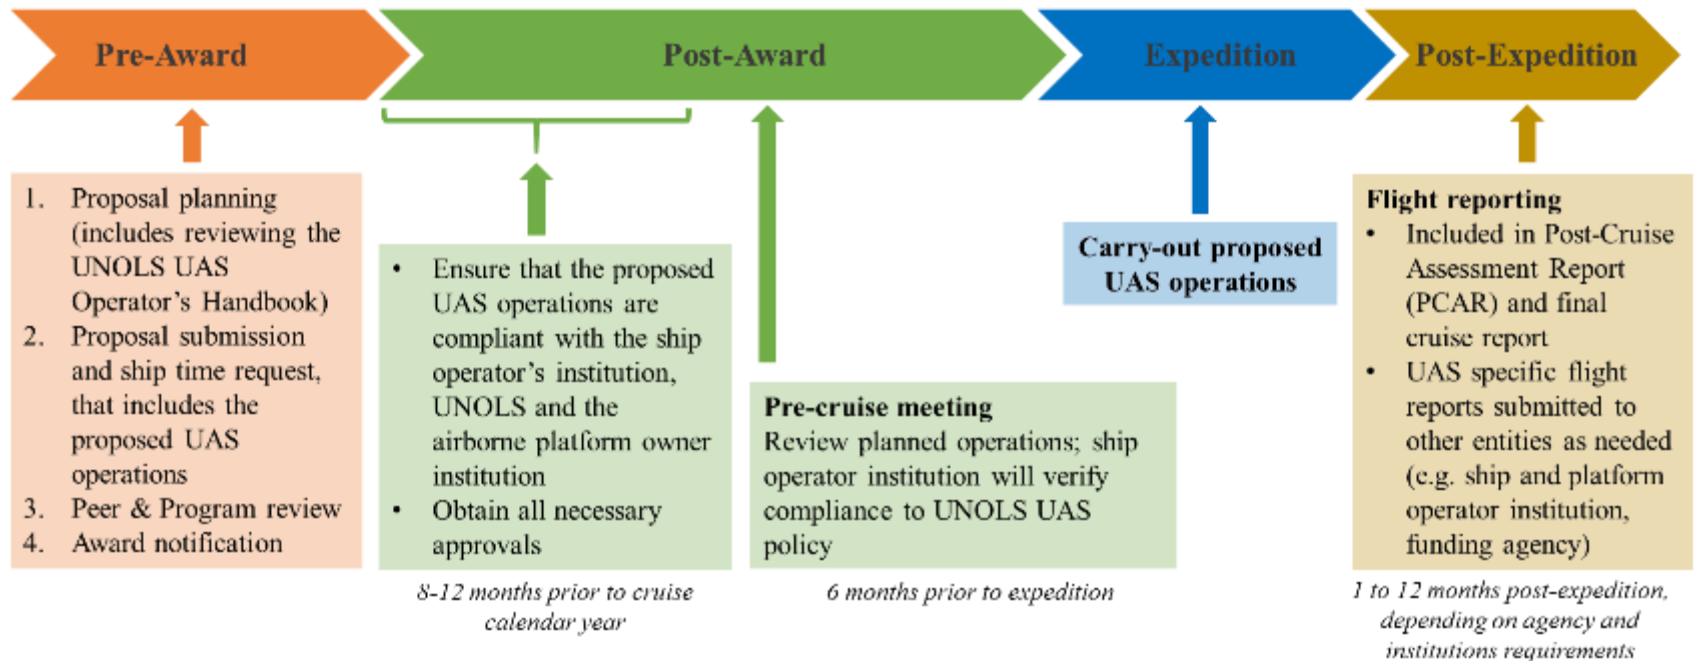 Pre-Award
Post-Award
Expedition
Post-Expedition
1. Proposal planning
(includes reviewing the
UNOLS UAS
Operator's Handbook)
2. Proposal submission
and ship time request,
that includes the
proposed UAS
operations
3. Peer & Program review
4. Award notification
• Ensure that the proposed
UAS operations are
compliant with the ship
operator's institution,
UNOLS and the
airborne platform owner
institution
• Obtain all necessary
approvals
8-12 months prior to cruise
calendar year
Pre-cruise meeting
Review planned operations; ship
operator institution will verify
compliance to UNOLS UAS
policy
6 months prior to expedition
Carry-out proposed
UAS operations
Flight reporting
• Included in Post-Cruise
Assessment Report
(PCAR) and final
cruise report
• UAS specific flight
reports submitted to
other entities as needed
(e.g. ship and platform
operator institution,
funding agency)
1 to 12 months post-expedition,
depending on agency and
institutions requirements